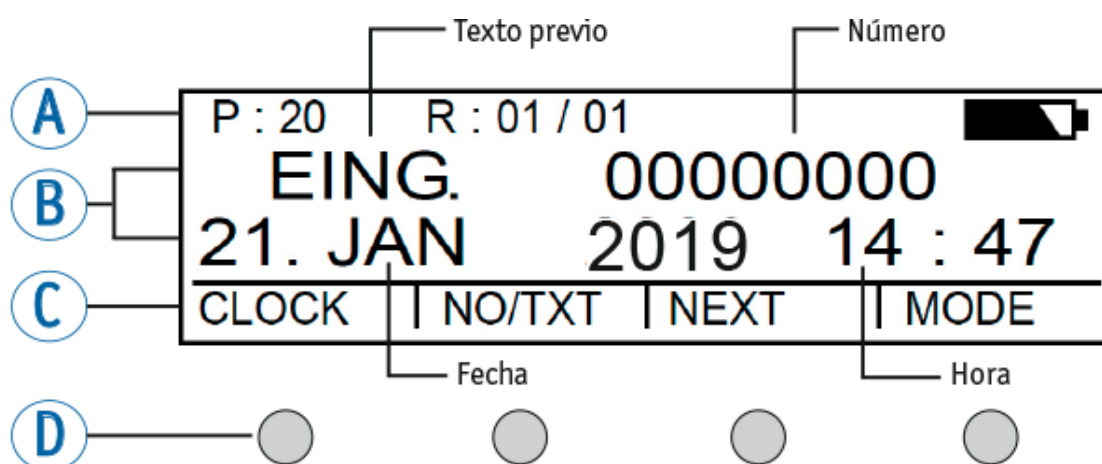 Texto previo Número
A P : 20 R : 01 / 01
EING. 00000000
B
21. JAN 2019 14 : 47
C CLOCK NO/TXT NEXT MODE
Fecha Hora
D